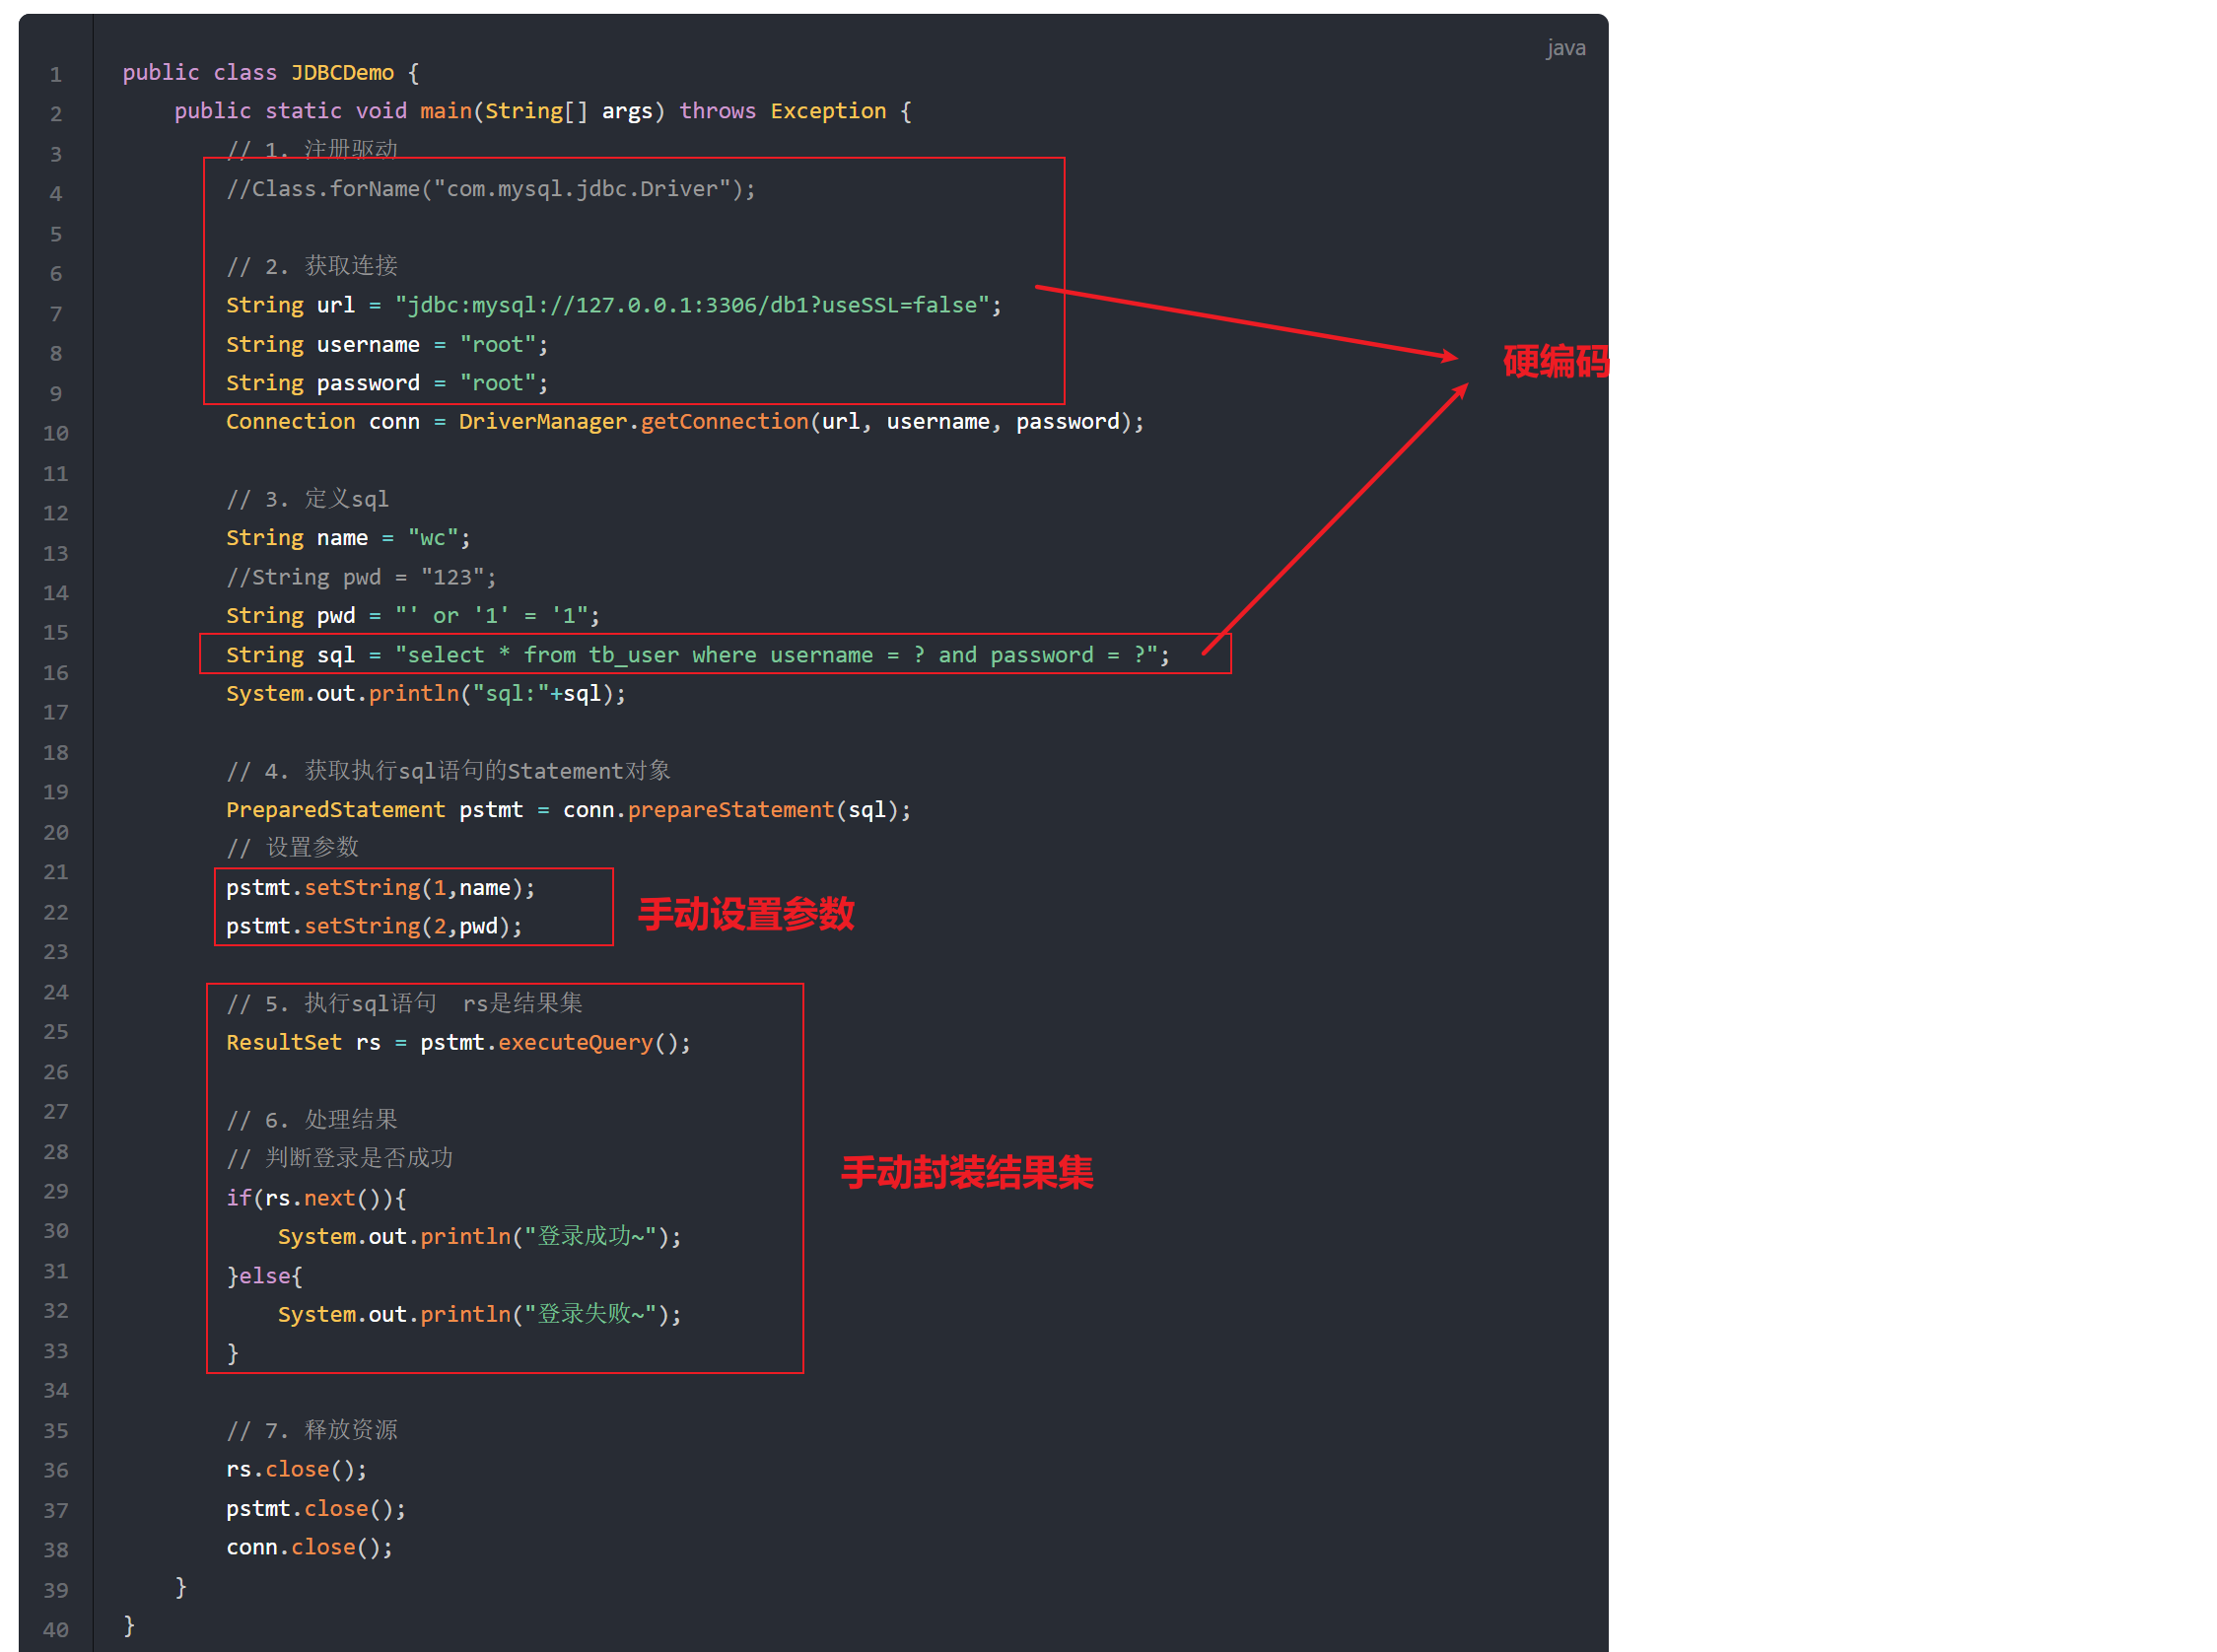 java
1 public class JDBCDemo {
2 public static void main(String[] args) throws Exception {
3 // 1. 注册驱动
4 //Class.forName("com.mysql.jdbc.Driver");
5
6 // 2. 获取连接
7 String url = "jdbc:mysql://127.0.0.1:3306/db1?useSSL=false";
8 String username = "root";
硬编码
9 String password = "root";
10 Connection conn = DriverManager.getConnection(url, username, password);
11
12 // 3. 定义sql
13 String name = "wc";
14 //String pwd = "123";
15 String pwd = "' or '1' = '1";
16 String sql = "select * from tb_user where username = ? and password = ?";
17 System.out.println("sql:"+sql);
18
19 // 4. 获取执行sql语句的Statement对象
20 PreparedStatement pstmt = conn.prepareStatement(sql);
21 // 设置参数
22 pstmt.setString(1,name);
手动设置参数
23 pstmt.setString(2,pwd);
24
25 // 5. 执行sql语句  rs是结果集
26 ResultSet rs = pstmt.executeQuery();
27
28 // 6. 处理结果
29 // 判断登录是否成功
手动封装结果集
30 if(rs.next()){
31 System.out.println("登录成功~");
32 }else{
33 System.out.println("登录失败~");
34 }
35
36 // 7. 释放资源
37 rs.close();
38 pstmt.close();
39 conn.close();
40 }
}